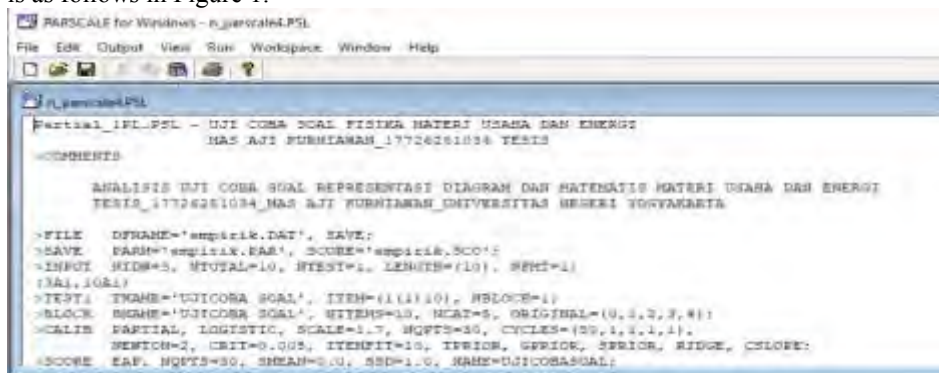 is as follows in Figure 1.
PARSCALE for Windows - n_parscale4.PSL
File Edit Output View Run Workspace Window Help
n_parscale4.PSL
Partial_1PL.PSL - UJI COBA SOAL FISIKA MATERI USAHA DAN ENERGI
MAS AJI KURNIAWAN_17726251034 TESIS
>COMMENTS
ANALISIS UJI COBA SOAL REPRESENTASI DIAGRAM DAN MATEMATIS MATERI USAHA DAN ENERGI
TESIS_17726251034_MAS AJI KURNIAWAN_UNIVERSITAS NEGERI YOGYAKARTA
>FILE DFNAME='empirik.DAT', SAVE;
>SAVE PARM='empirik.PAR', SCORE='empirik.SCO';
>INPUT NIDW=5, NTOTAL=10, NTEST=1, LENGTH=(10), NFMT=1;
(5A1,10A1)
>TEST1 TNAME='UJICOBA SOAL', ITEM=(1(1)10), NBLOCK=1;
>BLOCK BNAME='UJICOBA SOAL', NITEMS=10, NCAT=5, ORIGINAL=(0,1,2,3,4);
>CALIB PARTIAL, LOGISTIC, SCALE=1.7, NQPTS=30, CYCLES=(50,1,1,1,1),
NEWTON=2, CRIT=0.005, ITEMFIT=10, TPRIOR, GPRIOR, SPRIOR, RIDGE, CSLOPE;
>SCORE EAP, NQPTS=30, SMEAN=0.0, SSD=1.0, NAME=UJICOBASOAL;